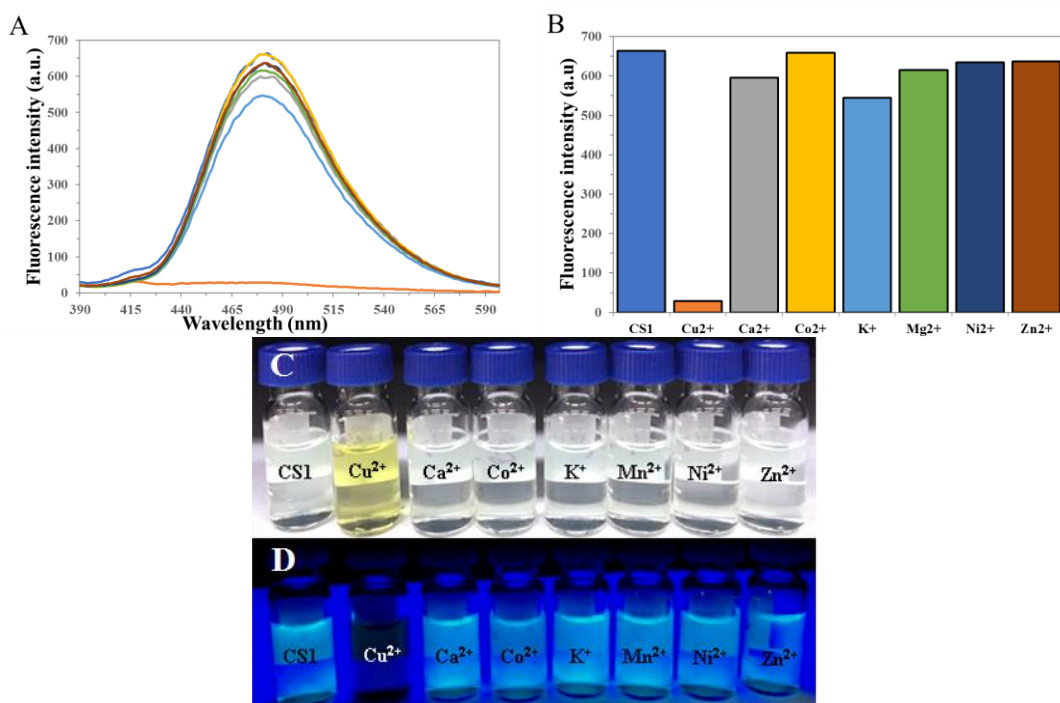 A
Fluorescence intensity (a.u.)
700
600
500
400
300
200
100
0
390 415 440 465 490 515 540 565 590
Wavelength (nm)
B
Fluorescence intensity (a.u)
700
600
500
400
300
200
100
0
CS1 Cu2+ Ca2+ Co2+ K+ Mg2+ Ni2+ Zn2+
C
CS1 Cu²⁺ Ca²⁺ Co²⁺ K⁺ Mn²⁺ Ni²⁺ Zn²⁺
D
CS1 Cu²⁺ Ca²⁺ Co²⁺ K⁺ Mn²⁺ Ni²⁺ Zn²⁺